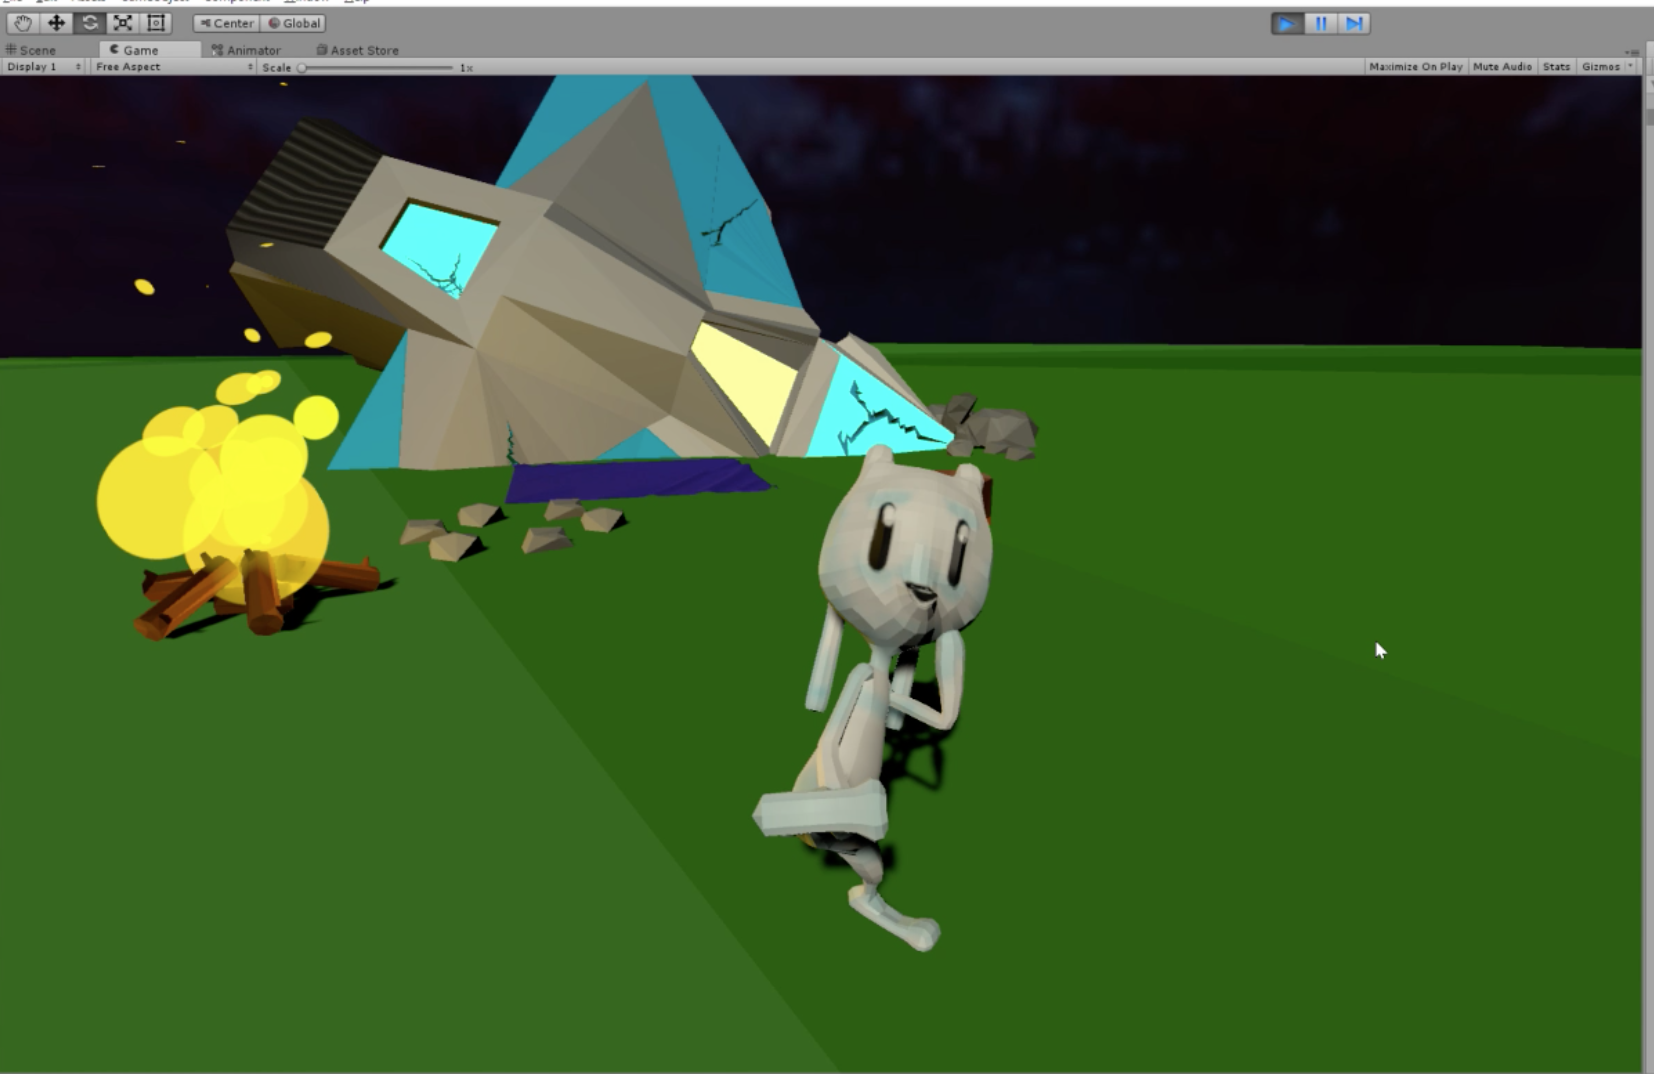 Center Global
Scene Game Animator Asset Store
Display 1 Free Aspect Scale 1x Maximize On Play Mute Audio Stats Gizmos